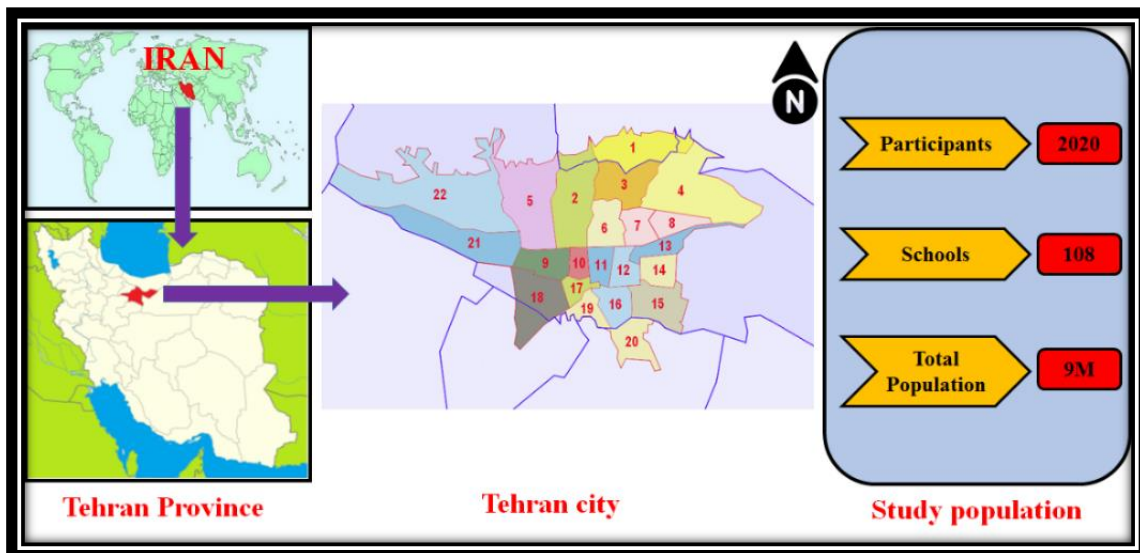 IRAN
Tehran Province
N
1
2
3
4
5
6
7
8
9
10
11
12
13
14
15
16
17
18
19
20
21
22
Tehran city
Participants
2020
Schools
108
Total
Population
9M
Study population